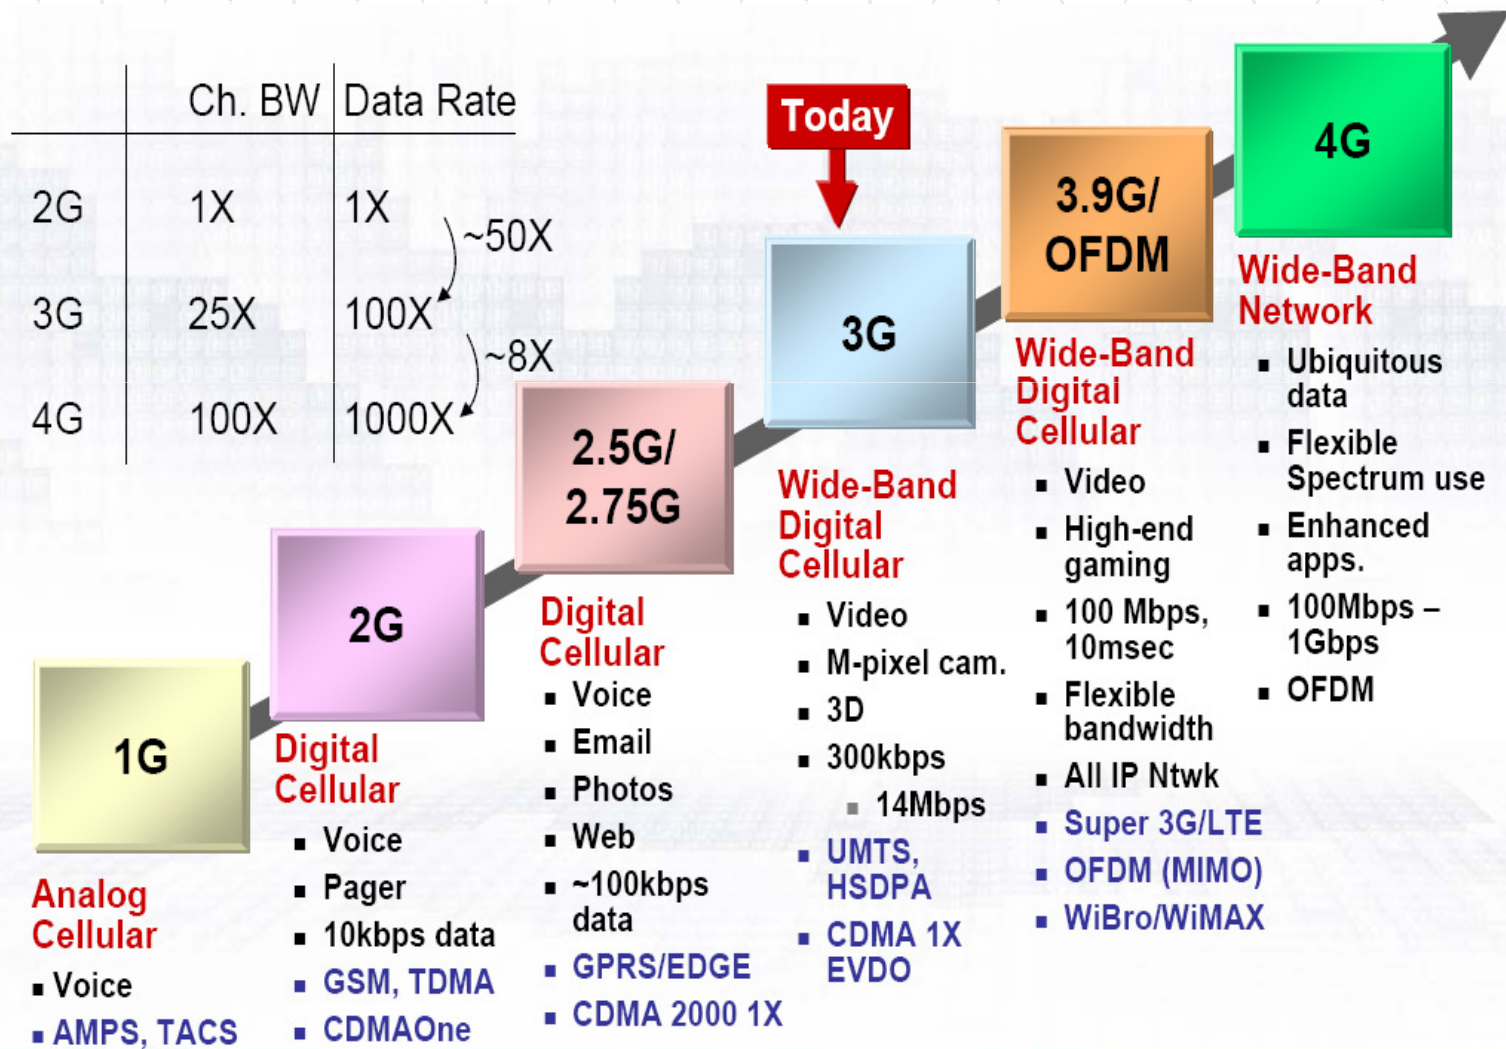 Ch. BW Data Rate
2G 1X 1X
~50X
3G 25X 100X
~8X
4G 100X 1000X
Today
1G
Analog
Cellular
▪ Voice
▪ AMPS, TACS
2G
Digital
Cellular
▪ Voice
▪ Pager
▪ 10kbps data
▪ GSM, TDMA
▪ CDMAOne
2.5G/
2.75G
Digital
Cellular
▪ Voice
▪ Email
▪ Photos
▪ Web
▪ ~100kbps
data
▪ GPRS/EDGE
▪ CDMA 2000 1X
3G
Wide-Band
Digital
Cellular
▪ Video
▪ M-pixel cam.
▪ 3D
▪ 300kbps
▪ 14Mbps
▪ UMTS,
HSDPA
▪ CDMA 1X
EVDO
3.9G/
OFDM
Wide-Band
Digital
Cellular
▪ Video
▪ High-end
gaming
▪ 100 Mbps,
10msec
▪ Flexible
bandwidth
▪ All IP Ntwk
▪ Super 3G/LTE
▪ OFDM (MIMO)
▪ WiBro/WiMAX
4G
Wide-Band
Network
▪ Ubiquitous
data
▪ Flexible
Spectrum use
▪ Enhanced
apps.
▪ 100Mbps –
1Gbps
▪ OFDM